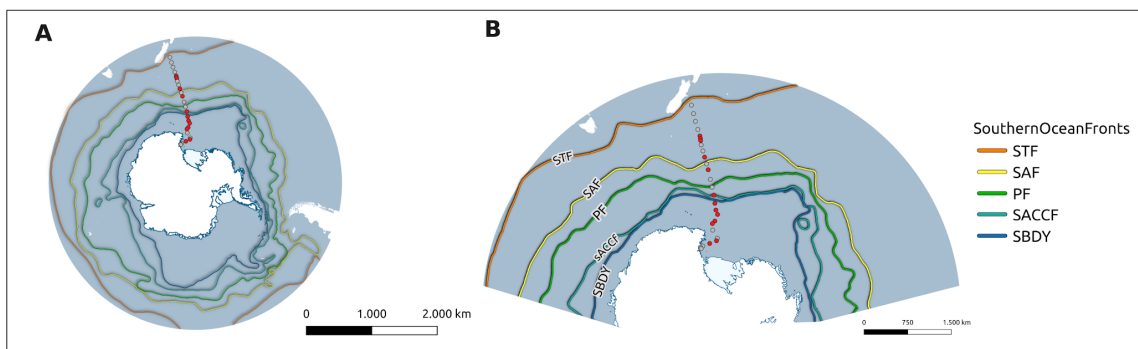 A
B
STF
SAF
PF
sACCF
SBDY
0 1.000 2.000 km
0 750 1.500 km
SouthernOceanFronts
STF
SAF
PF
SACCF
SBDY